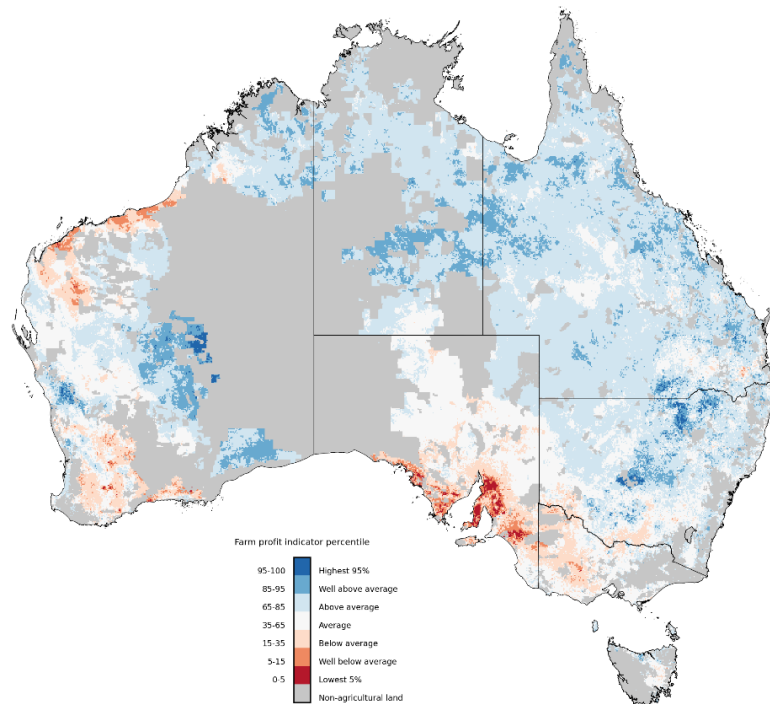 Farm profit indicator percentile
95-100 Highest 95%
85-95 Well above average
65-85 Above average
35-65 Average
15-35 Below average
5-15 Well below average
0-5 Lowest 5%
Non-agricultural land